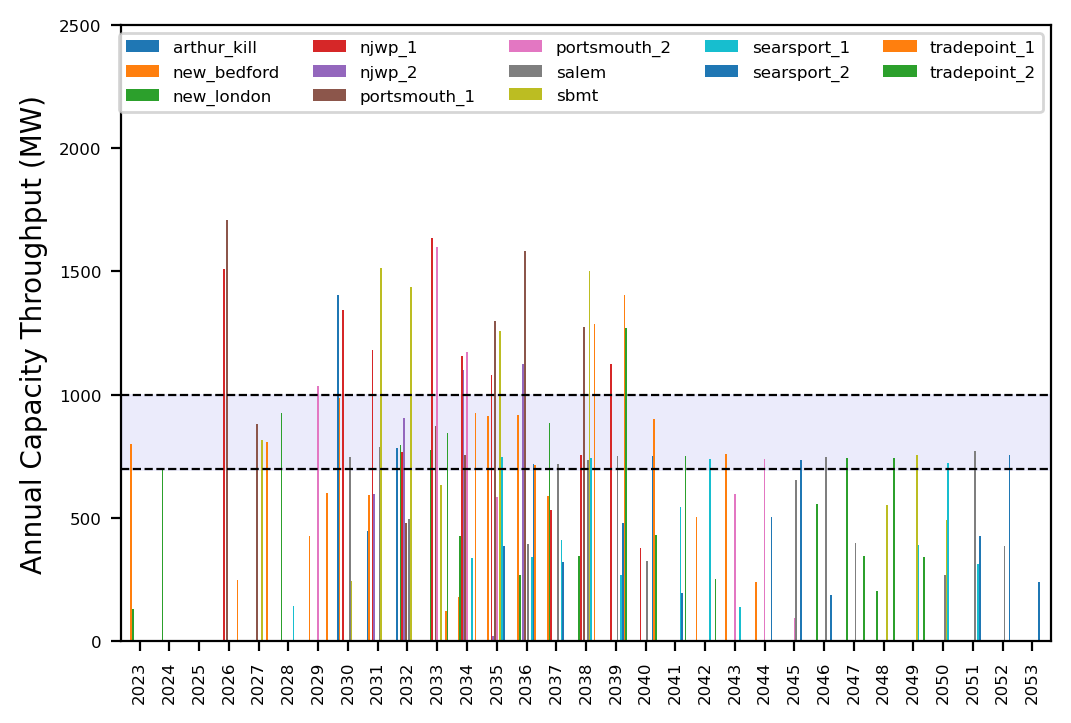 Annual Capacity Throughput (MW)
2500
2000
1500
1000
500
0
arthur_kill
new_bedford
new_london
njwp_1
njwp_2
portsmouth_1
portsmouth_2
salem
sbmt
searsport_1
searsport_2
tradepoint_1
tradepoint_2
2023
2024
2025
2026
2027
2028
2029
2030
2031
2032
2033
2034
2035
2036
2037
2038
2039
2040
2041
2042
2043
2044
2045
2046
2047
2048
2049
2050
2051
2052
2053